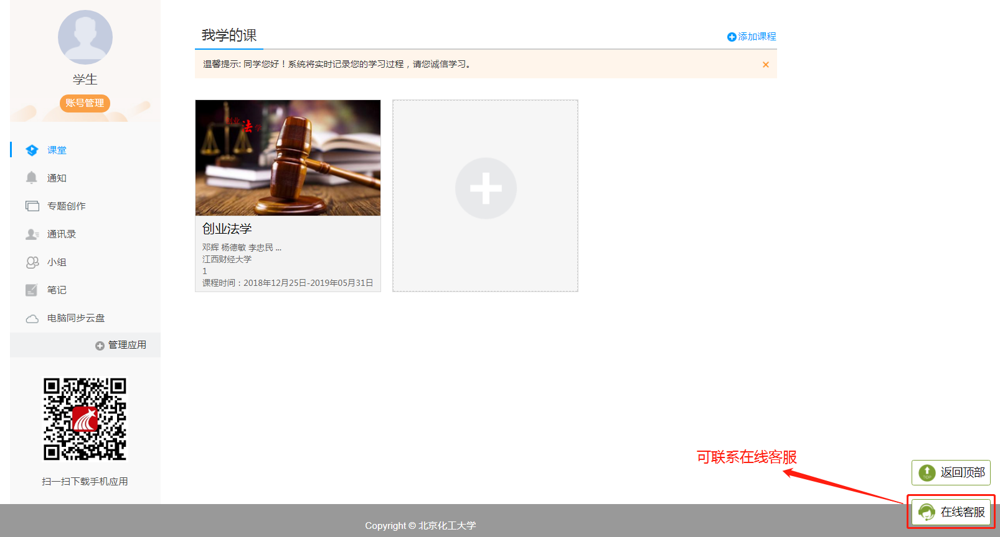 学生
账号管理
课堂
通知
专题创作
通讯录
小组
笔记
电脑同步云盘
管理应用
扫一扫下载手机应用
我学的课
添加课程
温馨提示: 同学您好！系统将实时记录您的学习过程，请您诚信学习。
创业
法学
创业法学
邓辉 杨德敏 李忠民 ...
江西财经大学
1
课程时间：2018年12月25日-2019年05月31日
可联系在线客服
TOP
返回顶部
在线客服
Copyright © 北京化工大学